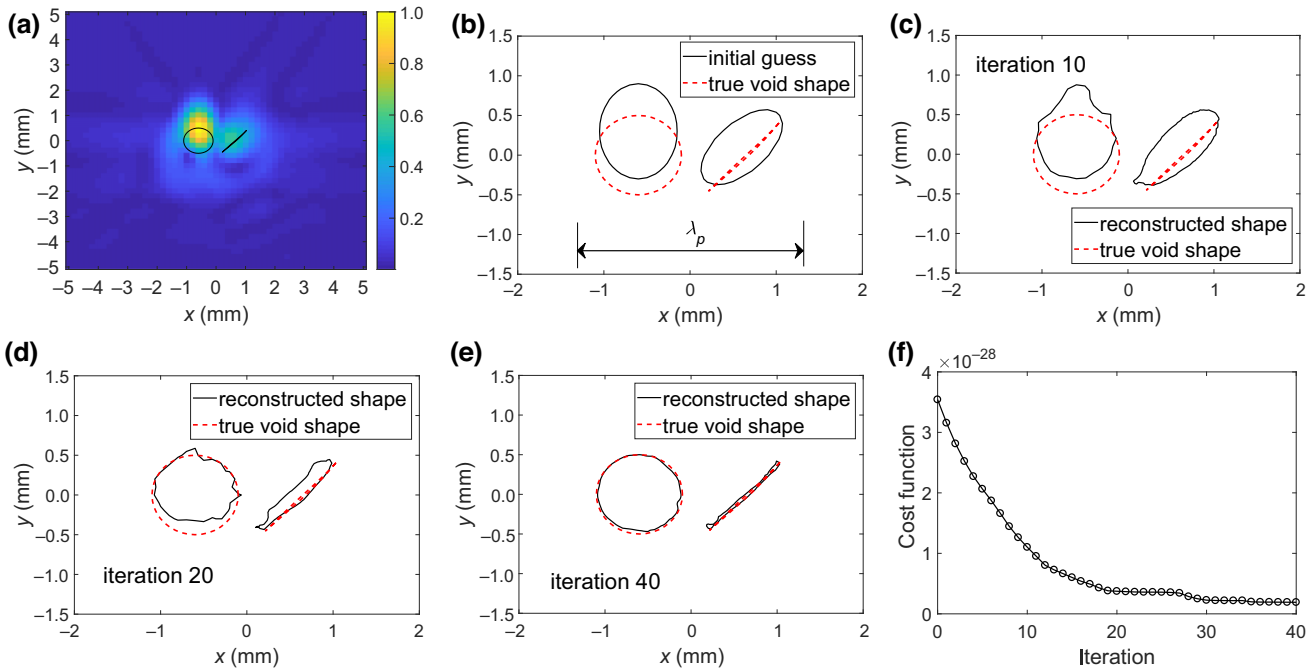 (a)
5
4
3
2
1
0
–1
–2
–3
–4
–5
y (mm)
–5 –4 –3 –2 –1 0 1 2 3 4 5
x (mm)
1.0
0.8
0.6
0.4
0.2
(b)
1.5
1.0
0.5
0.0
–0.5
–1.0
–1.5
y (mm)
initial guess
true void shape
λp
–2 –1 0 1 2
x (mm)
(c)
1.5
1.0
0.5
0.0
–0.5
–1.0
–1.5
y (mm)
iteration 10
reconstructed shape
true void shape
–2 –1 0 1 2
x (mm)
(d)
1.5
1.0
0.5
0.0
–0.5
–1.0
–1.5
y (mm)
reconstructed shape
true void shape
iteration 20
–2 –1 0 1 2
x (mm)
(e)
1.5
1.0
0.5
0.0
–0.5
–1.0
–1.5
y (mm)
reconstructed shape
true void shape
iteration 40
–2 –1 0 1 2
x (mm)
(f)
×10–28
4
3
2
1
0
Cost function
0 10 20 30 40
Iteration